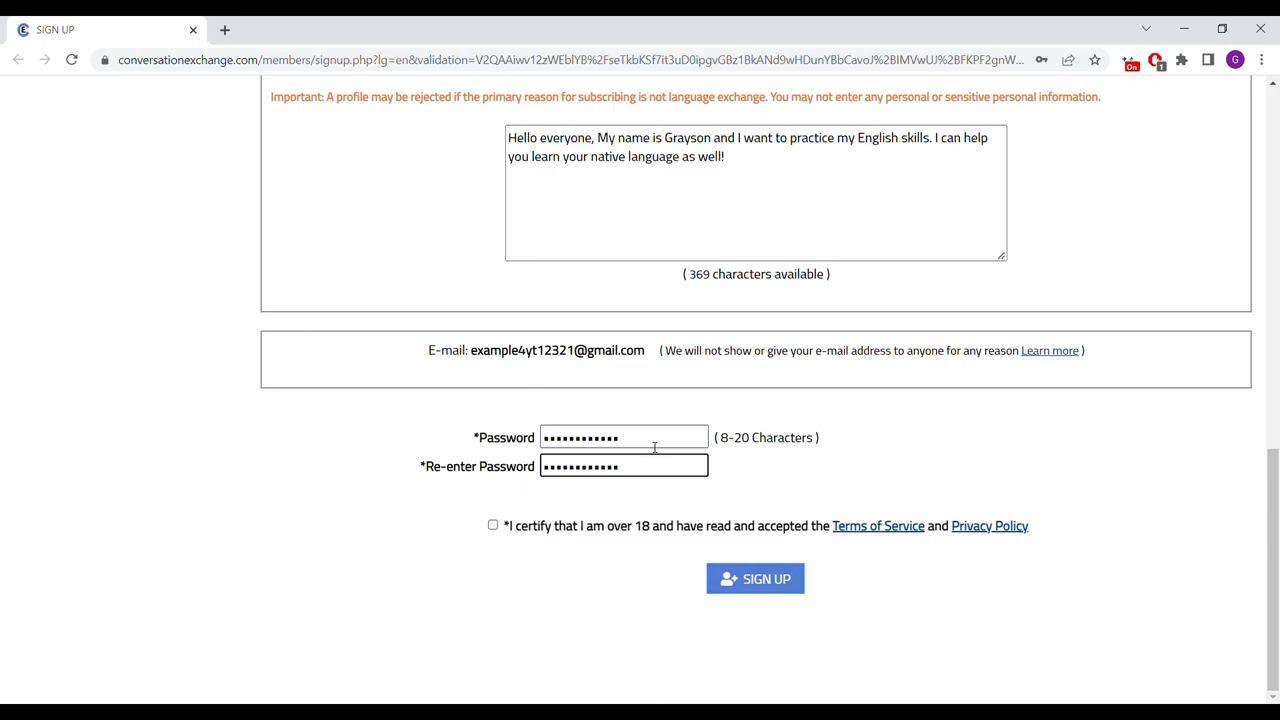 SIGN UP
conversationexchange.com/members/signup.php?lg=en&validation=
On
1
G
Important: A profile may be rejected if the primary reason for subscribing is not language exchange. You may not enter any personal or sensitive personal information.
Hello everyone, My name is Grayson and I want to practice my English skills. I can help
you learn your native language as well!
( 369 characters available )
E-mail: example4yt12321@gmail.com ( We will not show or give your e-mail address to anyone for any reason Learn more )
*Password ( 8-20 Characters )
*Re-enter Password
*I certify that I am over 18 and have read and accepted the Terms of Service and Privacy Policy
SIGN UP